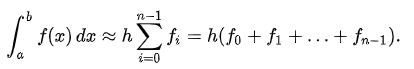 ∫_a^b f(x) dx ≈ h ∑_{i=0}^{n−1} f_i = h(f_0 + f_1 + … + f_{n−1}).